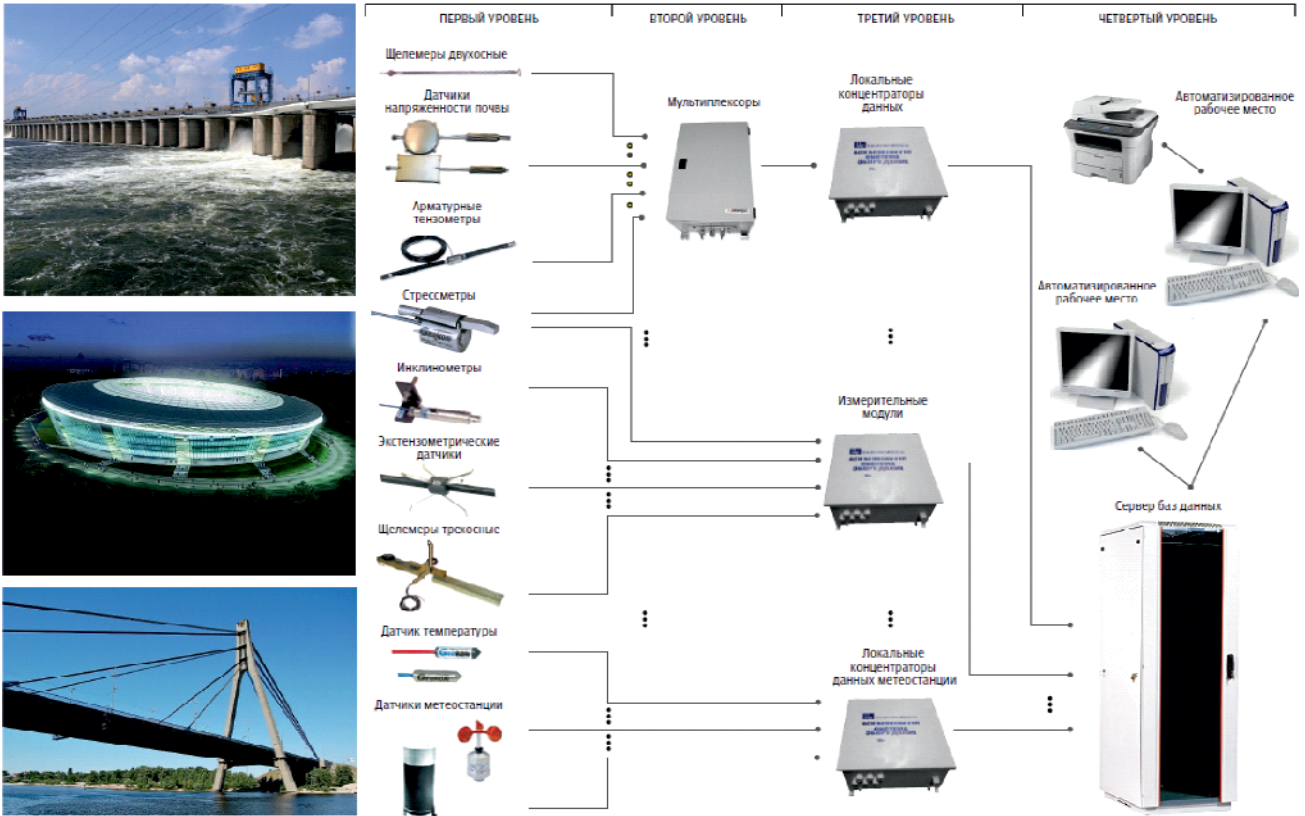 ПЕРВЫЙ УРОВЕНЬ
ВТОРОЙ УРОВЕНЬ
ТРЕТИЙ УРОВЕНЬ
ЧЕТВЕРТЫЙ УРОВЕНЬ
Щелемеры двухосные
Датчики
напряженности почвы
Арматурные
тензометры
Стрессметры
Инклинометры
Экстензометрические
датчики
Щелемеры трехосные
Датчик температуры
Датчики метеостанции
Мультиплексоры
Локальные
концентраторы
данных
Измерительные
модули
Локальные
концентраторы
данных метеостанции
Автоматизированное
рабочее место
Автоматизированное
рабочее место
Сервер баз данных